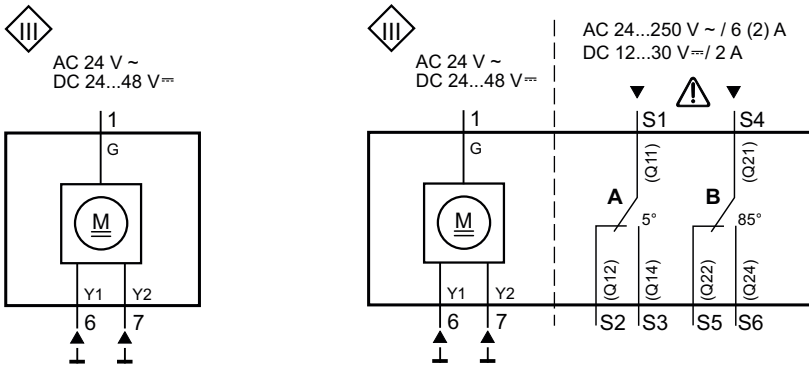 III
AC 24 V ~
DC 24...48 V⎓
1
G
M
Y1 Y2
6 7
III
AC 24 V ~
DC 24...48 V⎓
1
G
M
Y1 Y2
6 7
AC 24...250 V ~ / 6 (2) A
DC 12...30 V⎓/ 2 A
S1 S4
(Q11) (Q21)
A 5° B 85°
(Q12) (Q14) (Q22) (Q24)
S2 S3 S5 S6